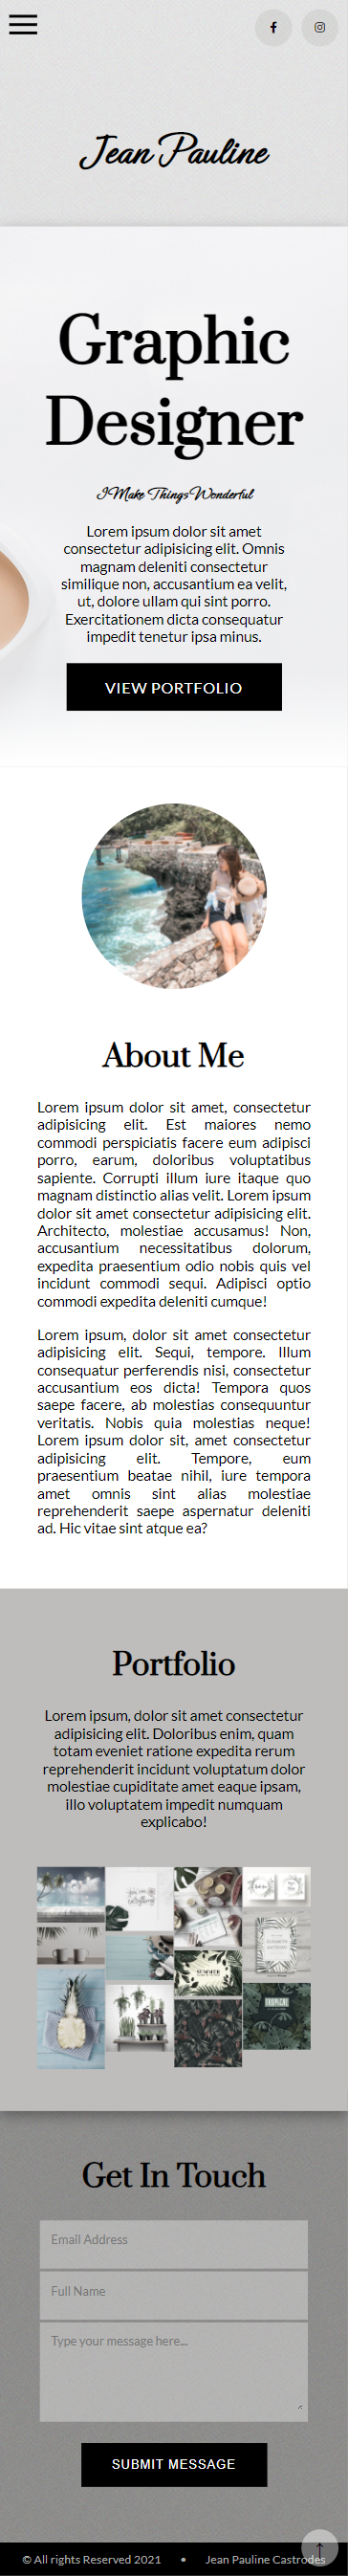 Jean Pauline
Graphic
Designer
I Make Things Wonderful
Lorem ipsum dolor sit amet
consectetur adipisicing elit. Omnis
magnam deleniti consectetur
similique non, accusantium ea velit,
ut, dolore ullam qui sint porro.
Exercitationem dicta consequatur
impedit tenetur ipsa minus.
VIEW PORTFOLIO
About Me
Lorem ipsum dolor sit amet, consectetur
adipisicing elit. Est maiores nemo
commodi perspiciatis facere eum adipisci
porro, earum, doloribus voluptatibus
sapiente. Corrupti illum iure itaque quo
magnam distinctio alias velit. Lorem ipsum
dolor sit amet consectetur adipisicing elit.
Architecto, molestiae accusamus! Non,
accusantium necessitatibus dolorum,
expedita praesentium odio nobis quis vel
incidunt commodi sequi. Adipisci optio
commodi expedita deleniti cumque!
Lorem ipsum, dolor sit amet consectetur
adipisicing elit. Sequi, tempore. Illum
consequatur perferendis nisi, consectetur
accusantium eos dicta! Tempora quos
saepe facere, ab molestias consequuntur
veritatis. Nobis quia molestias neque!
Lorem ipsum dolor sit, amet consectetur
adipisicing elit. Tempore, eum
praesentium beatae nihil, iure tempora
amet omnis sint alias molestiae
reprehenderit saepe aspernatur deleniti
ad. Hic vitae sint atque ea?
Portfolio
Lorem ipsum, dolor sit amet consectetur
adipisicing elit. Doloribus enim, quam
totam eveniet ratione expedita rerum
reprehenderit incidunt voluptatum dolor
molestiae cupiditate amet eaque ipsam,
illo voluptatem impedit numquam
explicabo!
SUMMER
TROPICAL
Get In Touch
Email Address
Full Name
Type your message here...
SUBMIT MESSAGE
© All rights Reserved 2021 • Jean Pauline Castrodes